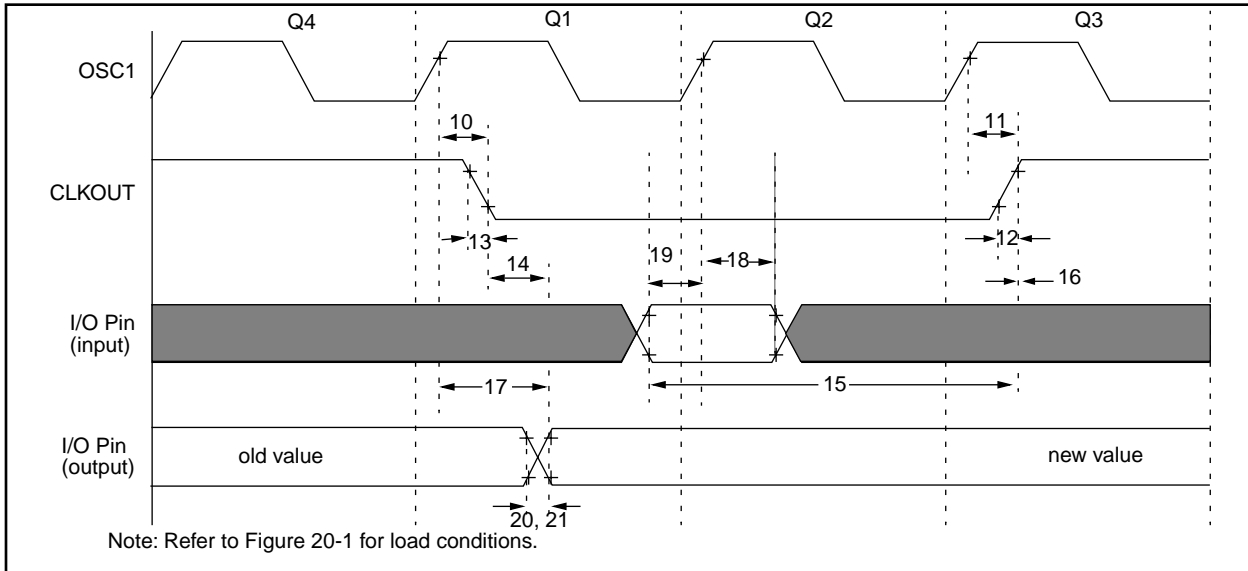 Q4 Q1 Q2 Q3
OSC1
10 11
CLKOUT
13 12
14 19 18
16
I/O Pin
(input)
17 15
I/O Pin
(output)
old value new value
20, 21
Note: Refer to Figure 20-1 for load conditions.